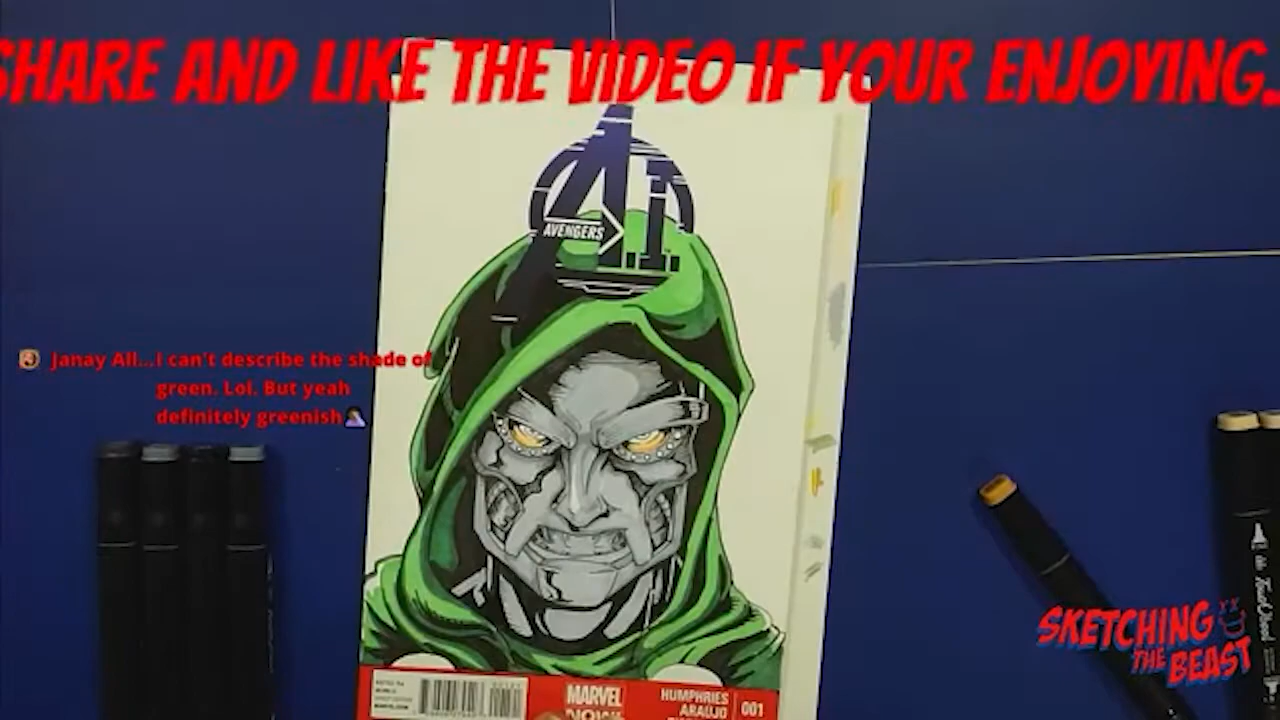 SHARE AND LIKE THE VIDEO IF YOUR ENJOYING.
A.I.
AVENGERS
Janay All...I can't describe the shade of
green. Lol. But yeah
definitely greenish
SKETCHING
THE BEAST
MARVEL
NOW!
HUMPHRIES
ARAUJO
001